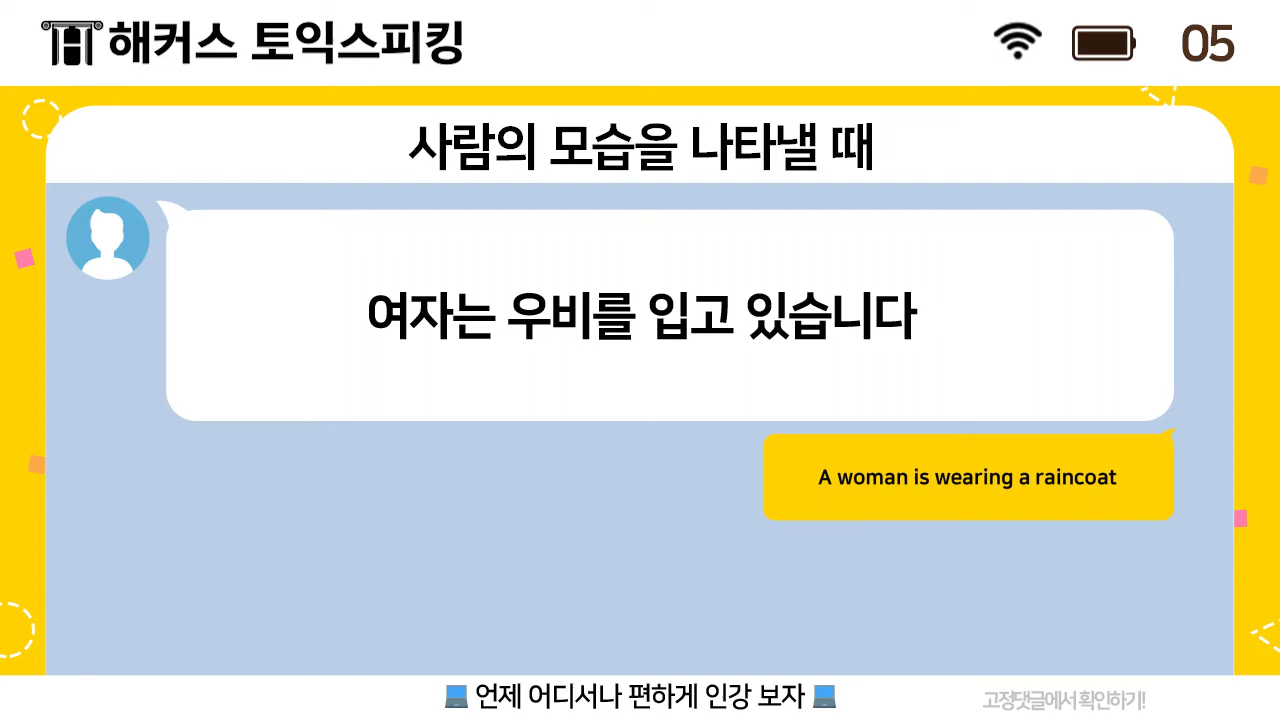 해커스 토익스피킹
05
사람의 모습을 나타낼 때
여자는 우비를 입고 있습니다
A woman is wearing a raincoat
언제 어디서나 편하게 인강 보자
고정댓글에서 확인하기!